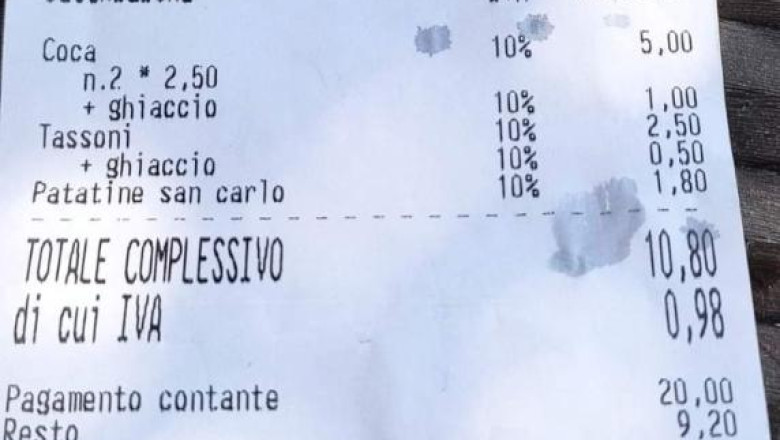 Coca 10% 5,00
n.2 * 2,50
+ ghiaccio 10% 1,00
Tassoni 10% 2,50
+ ghiaccio 10% 0,50
Patatine san carlo 10% 1,80
TOTALE COMPLESSIVO 10,80
di cui IVA 0,98
Pagamento contante 20,00
Resto 9,20